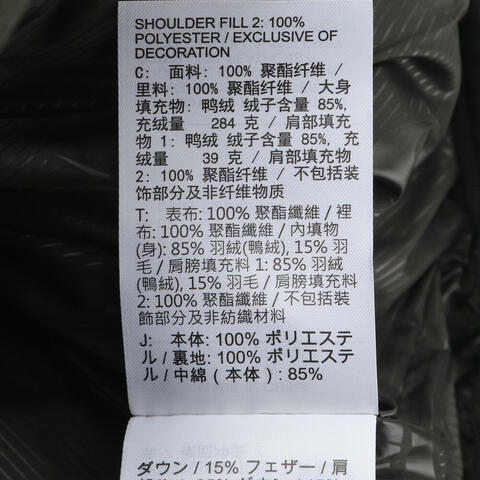 SHOULDER FILL 2: 100%
POLYESTER / EXCLUSIVE OF
DECORATION
C: 面料: 100% 聚酯纤维 /
里料: 100% 聚酯纤维 / 大身
填充物: 鸭绒 绒子含量 85%,
充绒量 284 克 / 肩部填充
物 1: 鸭绒 绒子含量 85%, 充
绒量 39 克 / 肩部填充物
2: 100% 聚酯纤维 / 不包括装
饰部分及非纤维物质
T: 表布: 100% 聚酯纖維 / 裡
布: 100% 聚酯纖維 / 內填物
(身): 85% 羽絨(鴨絨), 15% 羽
毛 / 肩膀填充料 1: 85% 羽絨
(鴨絨), 15% 羽毛 / 肩膀填充料
2: 100% 聚酯纖維 / 不包括裝
飾部分及非紡織材料
J: 本体: 100% ポリエステ
ル / 裏地: 100% ポリエステ
ル / 中綿 ( 本体 ) : 85%
ダウン / 15% フェザー / 肩